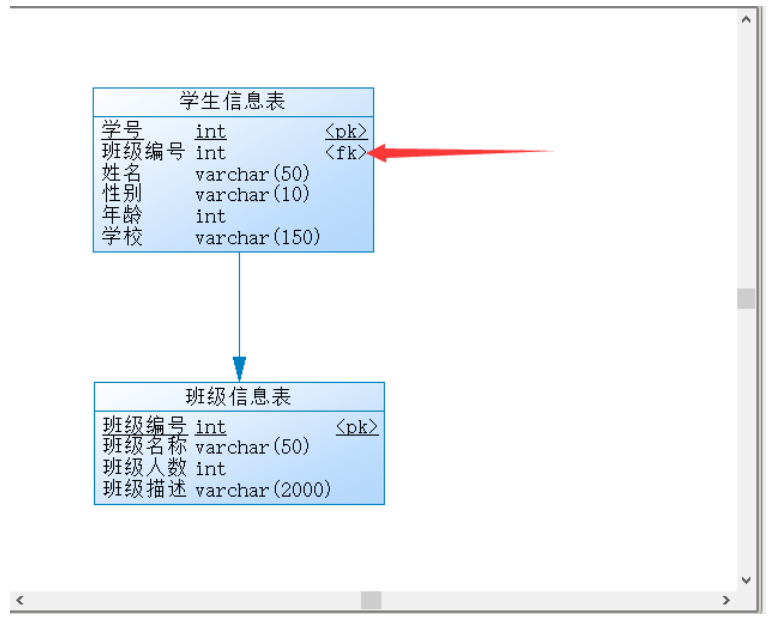 学生信息表
学号 int <pk>
班级编号 int <fk>
姓名 varchar(50)
性别 varchar(10)
年龄 int
学校 varchar(150)
班级信息表
班级编号 int <pk>
班级名称 varchar(50)
班级人数 int
班级描述 varchar(2000)